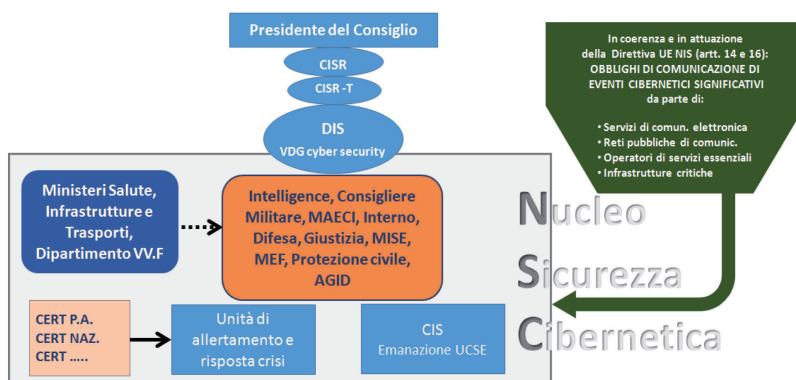 Presidente del Consiglio
CISR
CISR -T
DIS
VDG cyber security
In coerenza e in attuazione
della Direttiva UE NIS (artt. 14 e 16):
OBBLIGHI DI COMUNICAZIONE DI
EVENTI CIBERNETICI SIGNIFICATIVI
da parte di:
• Servizi di comun. elettronica
• Reti pubbliche di comunic.
• Operatori di servizi essenziali
• Infrastrutture critiche
Ministeri Salute,
Infrastrutture e
Trasporti,
Dipartimento VV.F
Intelligence, Consigliere
Militare, MAECI, Interno,
Difesa, Giustizia, MISE,
MEF, Protezione civile,
AGID
Nucleo
Sicurezza
Cibernetica
CERT P.A.
CERT NAZ.
CERT .....
Unità di
allertamento e
risposta crisi
CIS
Emanazione UCSE